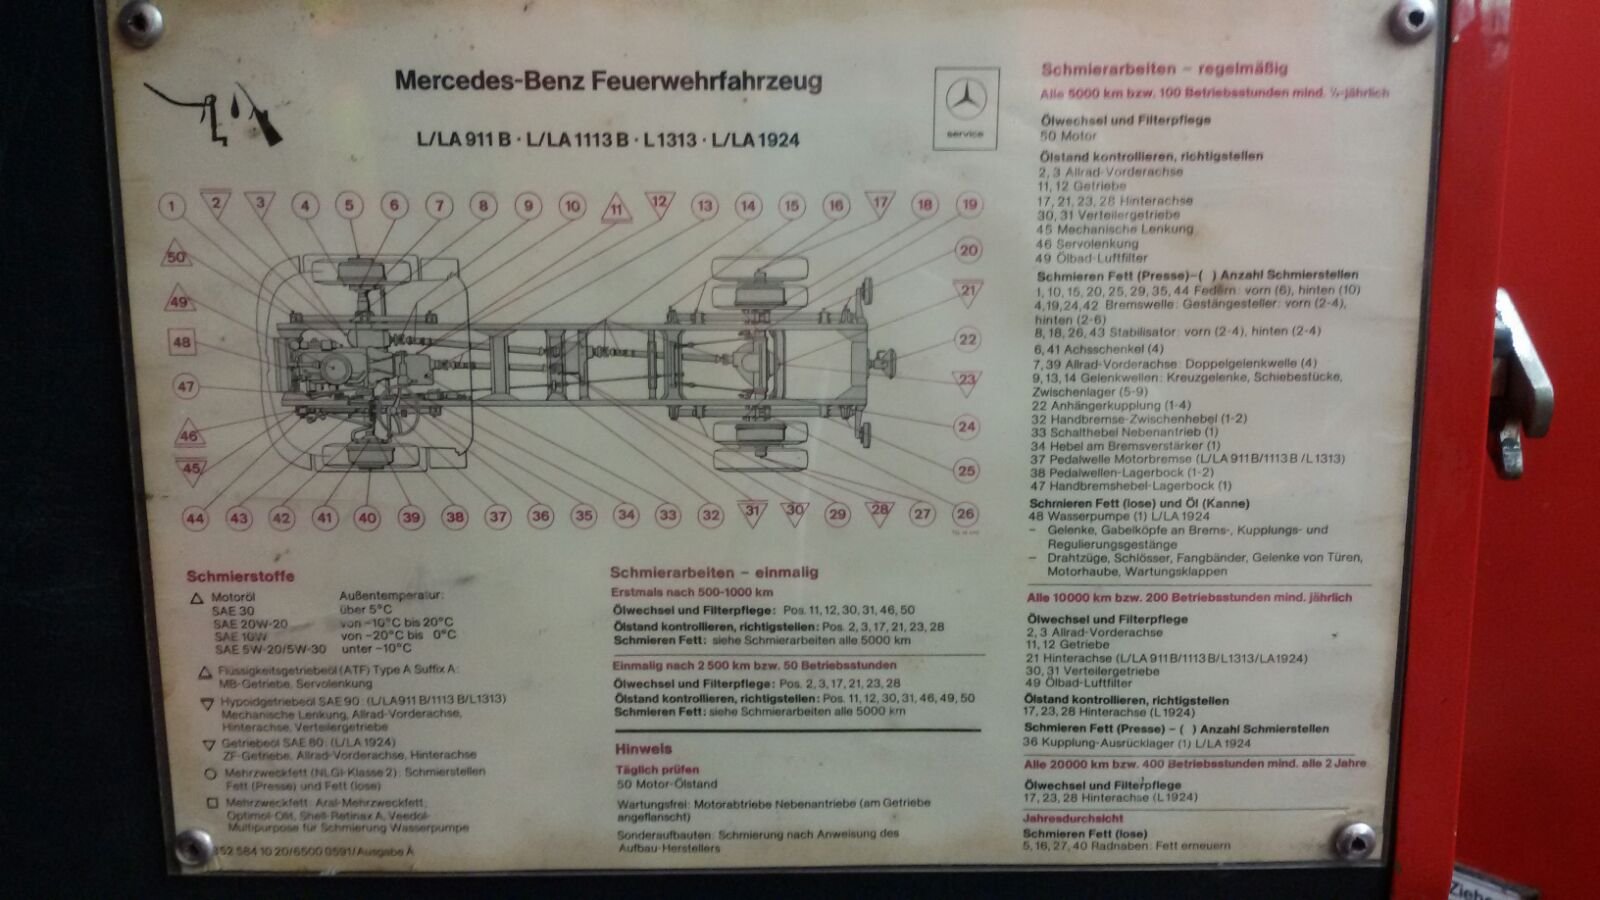 Mercedes-Benz Feuerwehrfahrzeug
L/LA 911 B · L/LA 1113 B · L 1313 · L/LA 1924
service
1 2 3 4 5 6 7 8 9 10 11 12 13 14 15 16 17 18 19
50
20
49
21
48
22
47
23
46
24
45
25
44 43 42 41 40 39 38 37 36 35 34 33 32 31 30 29 28 27 26
Schmierstoffe
Motoröl Außentemperatur:
SAE 30 über 5°C
SAE 20W-20 von -10°C bis 20°C
SAE 10W von -20°C bis 0°C
SAE 5W-20/5W-30 unter -10°C
Flüssigkeitsgetriebeöl (ATF) Type A Suffix A:
MB-Getriebe, Servolenkung
Hypoidgetriebeöl SAE 90: (L/LA 911 B/1113 B/L1313)
Mechanische Lenkung, Allrad-Vorderachse,
Hinterachse, Verteilergetriebe
Getriebeöl SAE 80: (L/LA 1924)
ZF-Getriebe, Allrad-Vorderachse, Hinterachse
Mehrzweckfett (NLGI-Klasse 2): Schmierstellen
Fett (Presse) und Fett (lose)
Mehrzweckfett: Aral-Mehrzweckfett,
Optimol-Olit, Shell-Retinax A, Veedol-
Multipurpose für Schmierung Wasserpumpe
352 584 10 20/6500 0591/Ausgabe A
Schmierarbeiten – einmalig
Erstmals nach 500-1000 km
Ölwechsel und Filterpflege: Pos. 11, 12, 30, 31, 46, 50
Ölstand kontrollieren, richtigstellen: Pos. 2, 3, 17, 21, 23, 28
Schmieren Fett: siehe Schmierarbeiten alle 5000 km
Einmalig nach 2 500 km bzw. 50 Betriebsstunden
Ölwechsel und Filterpflege: Pos. 2, 3, 17, 21, 23, 28
Ölstand kontrollieren, richtigstellen: Pos. 11, 12, 30, 31, 46, 49, 50
Schmieren Fett: siehe Schmierarbeiten alle 5000 km
Hinweis
Täglich prüfen
50 Motor-Ölstand
Wartungsfrei: Motorabtriebe Nebenantriebe (am Getriebe
angeflanscht)
Sonderaufbauten: Schmierung nach Anweisung des
Aufbau-Herstellers
Schmierarbeiten – regelmäßig
Alle 5000 km bzw. 100 Betriebsstunden mind. ½-jährlich
Ölwechsel und Filterpflege
50 Motor
Ölstand kontrollieren, richtigstellen
2, 3 Allrad-Vorderachse
11, 12 Getriebe
17, 21, 23, 28 Hinterachse
30, 31 Verteilergetriebe
45 Mechanische Lenkung
46 Servolenkung
49 Ölbad-Luftfilter
Schmieren Fett (Presse)–( ) Anzahl Schmierstellen
1, 10, 15, 20, 25, 29, 35, 44 Federn: vorn (6), hinten (10)
4,19,24,42 Bremswelle: Gestängesteller: vorn (2-4),
hinten (2-6)
8, 18, 26, 43 Stabilisator: vorn (2-4), hinten (2-4)
6, 41 Achsschenkel (4)
7, 39 Allrad-Vorderachse: Doppelgelenkwelle (4)
9, 13, 14 Gelenkwellen: Kreuzgelenke, Schiebestücke,
Zwischenlager (5-9)
22 Anhängerkupplung (1-4)
32 Handbremse-Zwischenhebel (1-2)
33 Schalthebel Nebenantrieb (1)
34 Hebel am Bremsverstärker (1)
37 Pedalwelle Motorbremse (L/LA 911 B/1113 B /L 1313)
38 Pedalwellen-Lagerbock (1-2)
47 Handbremshebel-Lagerbock (1)
Schmieren Fett (lose) und Öl (Kanne)
48 Wasserpumpe (1) L/LA 1924
– Gelenke, Gabelköpfe an Brems-, Kupplungs- und
Regulierungsgestänge
– Drahtzüge, Schlösser, Fangbänder, Gelenke von Türen,
Motorhaube, Wartungsklappen
Alle 10000 km bzw. 200 Betriebsstunden mind. jährlich
Ölwechsel und Filterpflege
2, 3 Allrad-Vorderachse
11, 12 Getriebe
21 Hinterachse (L/LA 911B/1113 B/L1313/LA1924)
30, 31 Verteilergetriebe
49 Ölbad-Luftfilter
Ölstand kontrollieren, richtigstellen
17, 23, 28 Hinterachse (L 1924)
Schmieren Fett (Presse) – ( ) Anzahl Schmierstellen
36 Kupplung-Ausrücklager (1) L/LA 1924
Alle 20000 km bzw. 400 Betriebsstunden mind. alle 2 Jahre
Ölwechsel und Filterpflege
17, 23, 28 Hinterachse (L 1924)
Jahresdurchsicht
Schmieren Fett (lose)
5, 16, 27, 40 Radnaben: Fett erneuern